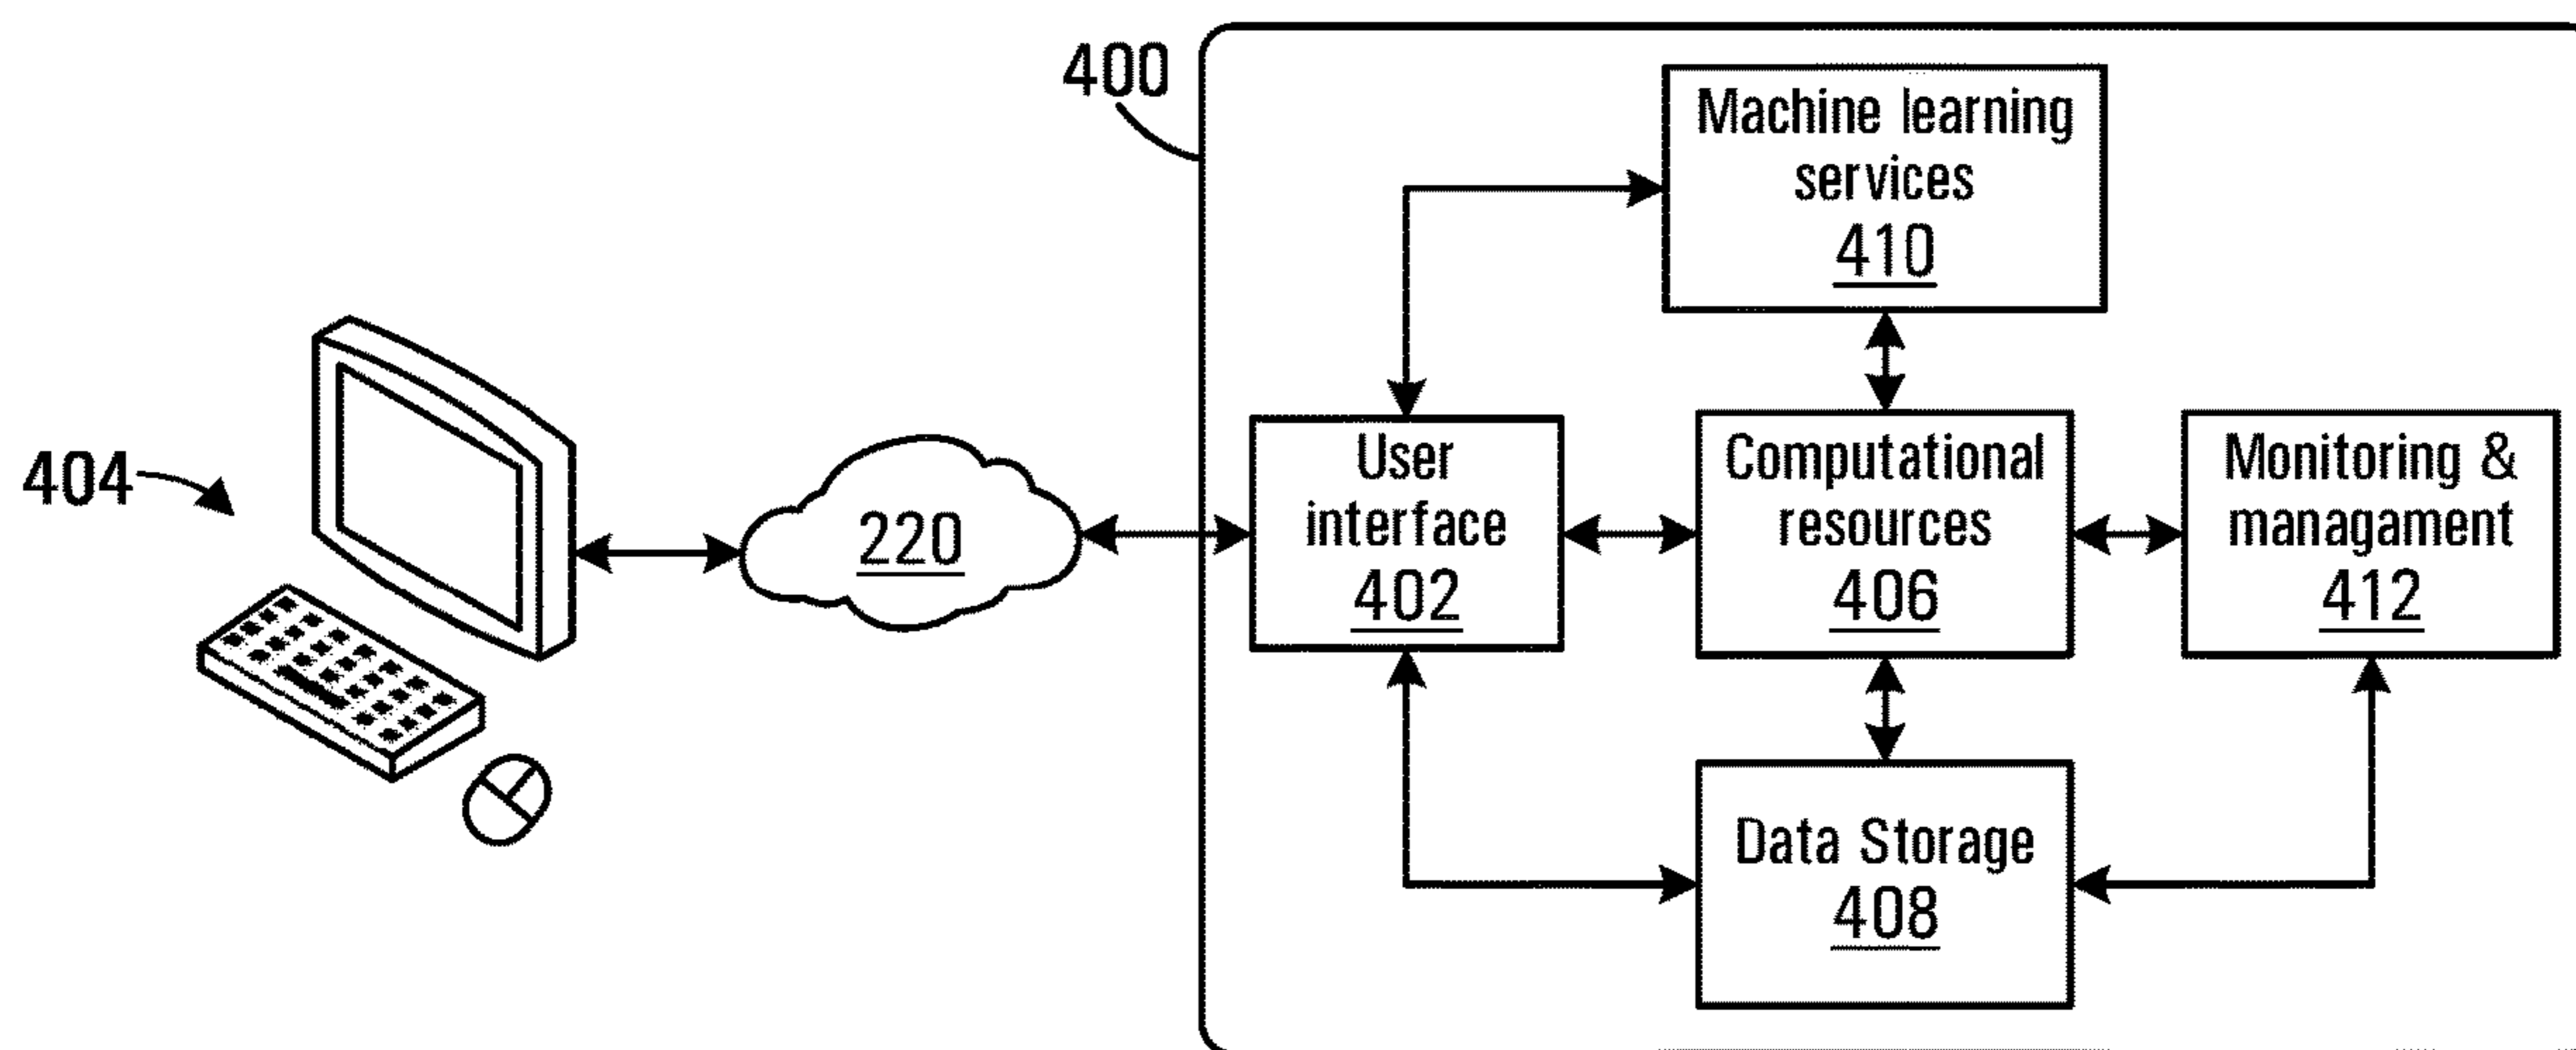 400
Machine learning
services
410
404
220
User
interface
402
Computational
resources
406
Monitoring &
managament
412
Data Storage
408